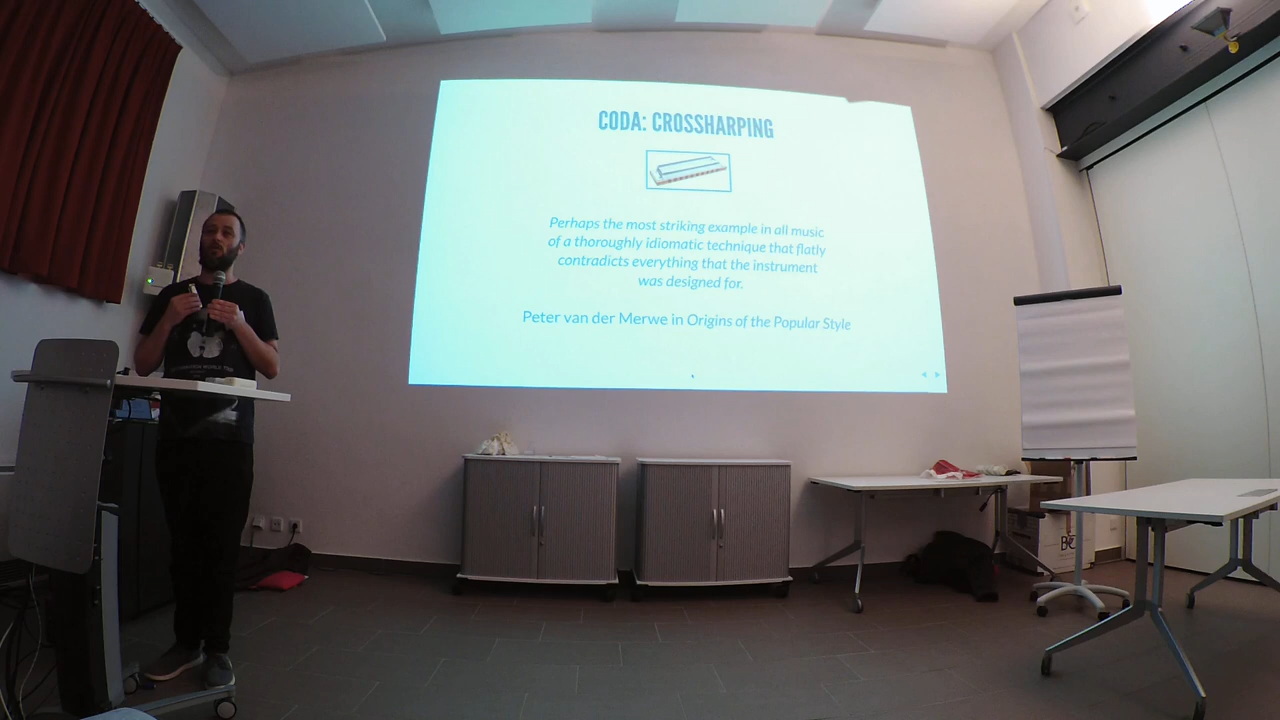 CODA: CROSSHARPING
Perhaps the most striking example in all music
of a thoroughly idiomatic technique that flatly
contradicts everything that the instrument
was designed for.
Peter van der Merwe in Origins of the Popular Style